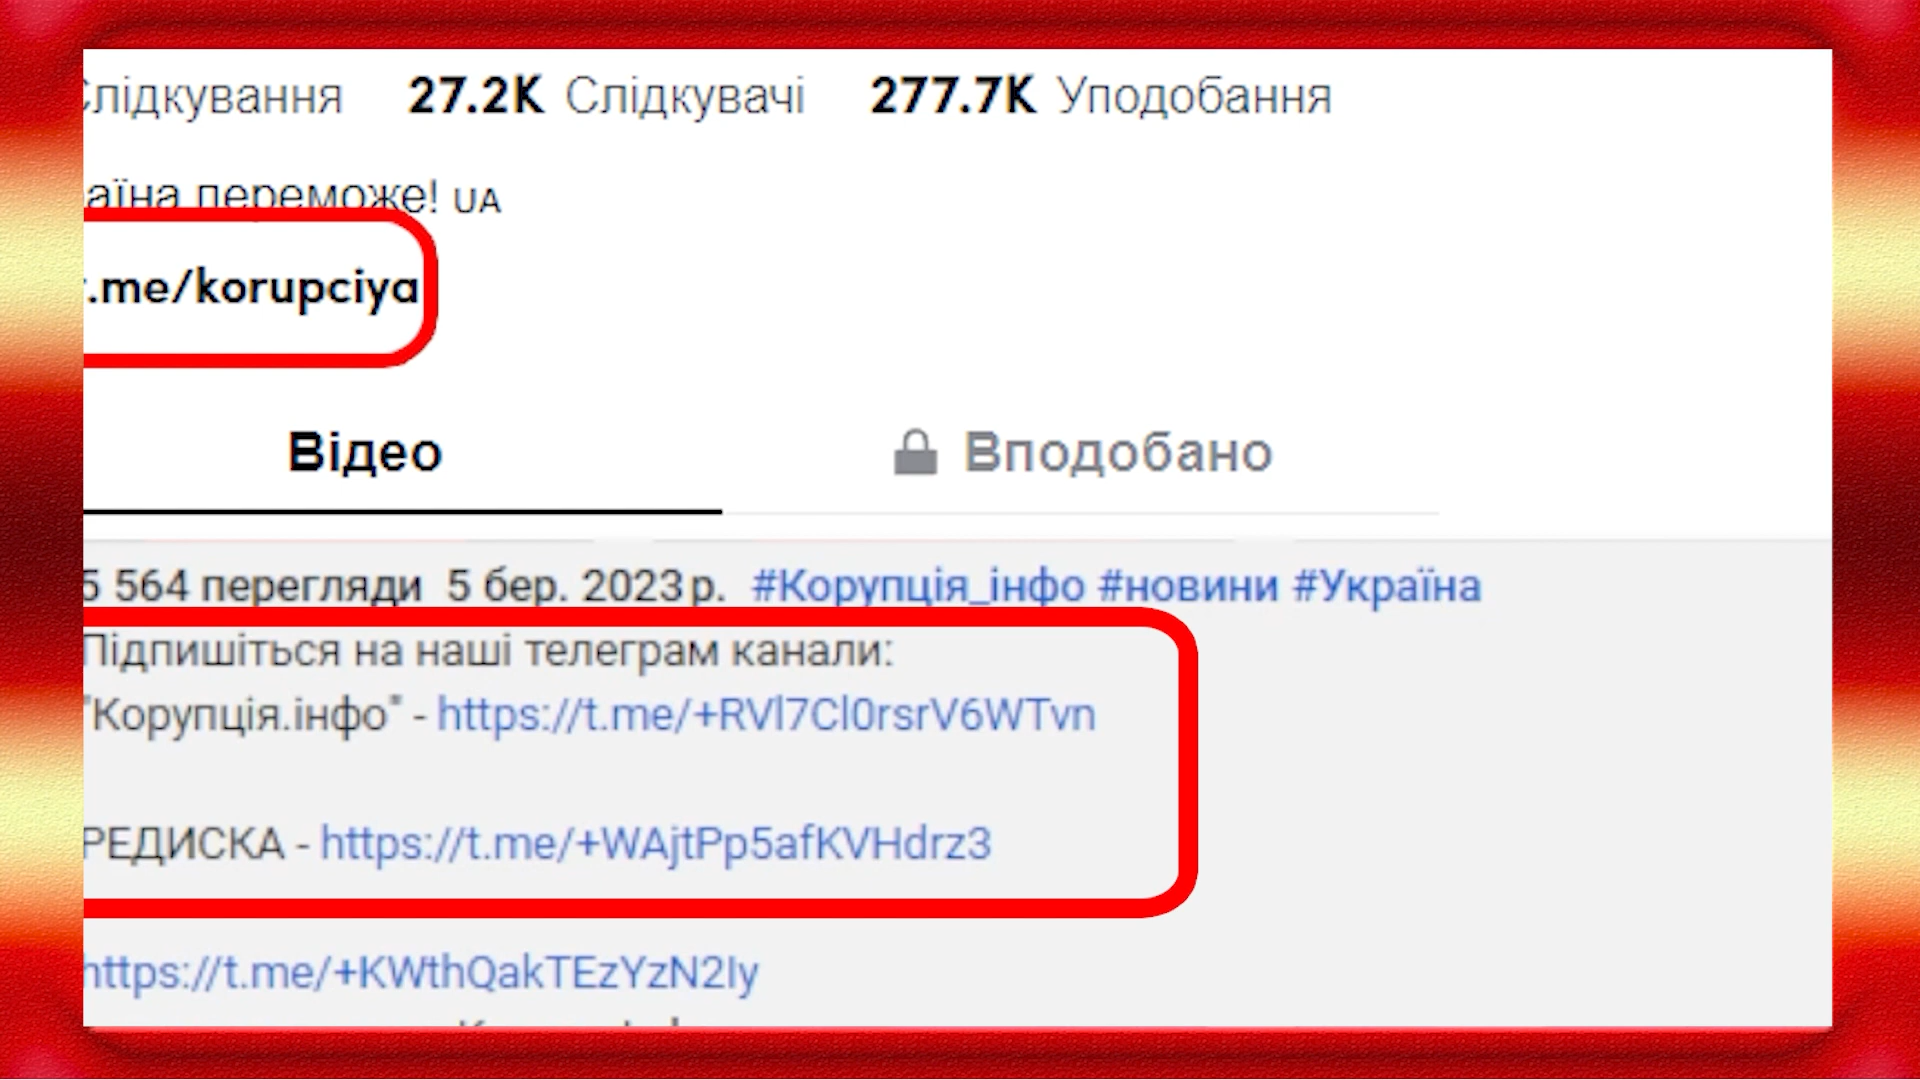 Слідкування 27.2K Слідкувачі 277.7K Уподобання
аїна переможе! UA
.me/korupciya
Відео Вподобано
5 564 перегляди 5 бер. 2023 р. #Корупція_інфо #новини #Україна
Підпишіться на наші телеграм канали:
"Корупція.інфо" - https://t.me/+RVl7Cl0rsrV6WTvn
РЕДИСКА - https://t.me/+WAjtPp5afKVHdrz3
https://t.me/+KWthQakTEzYzN2Iy